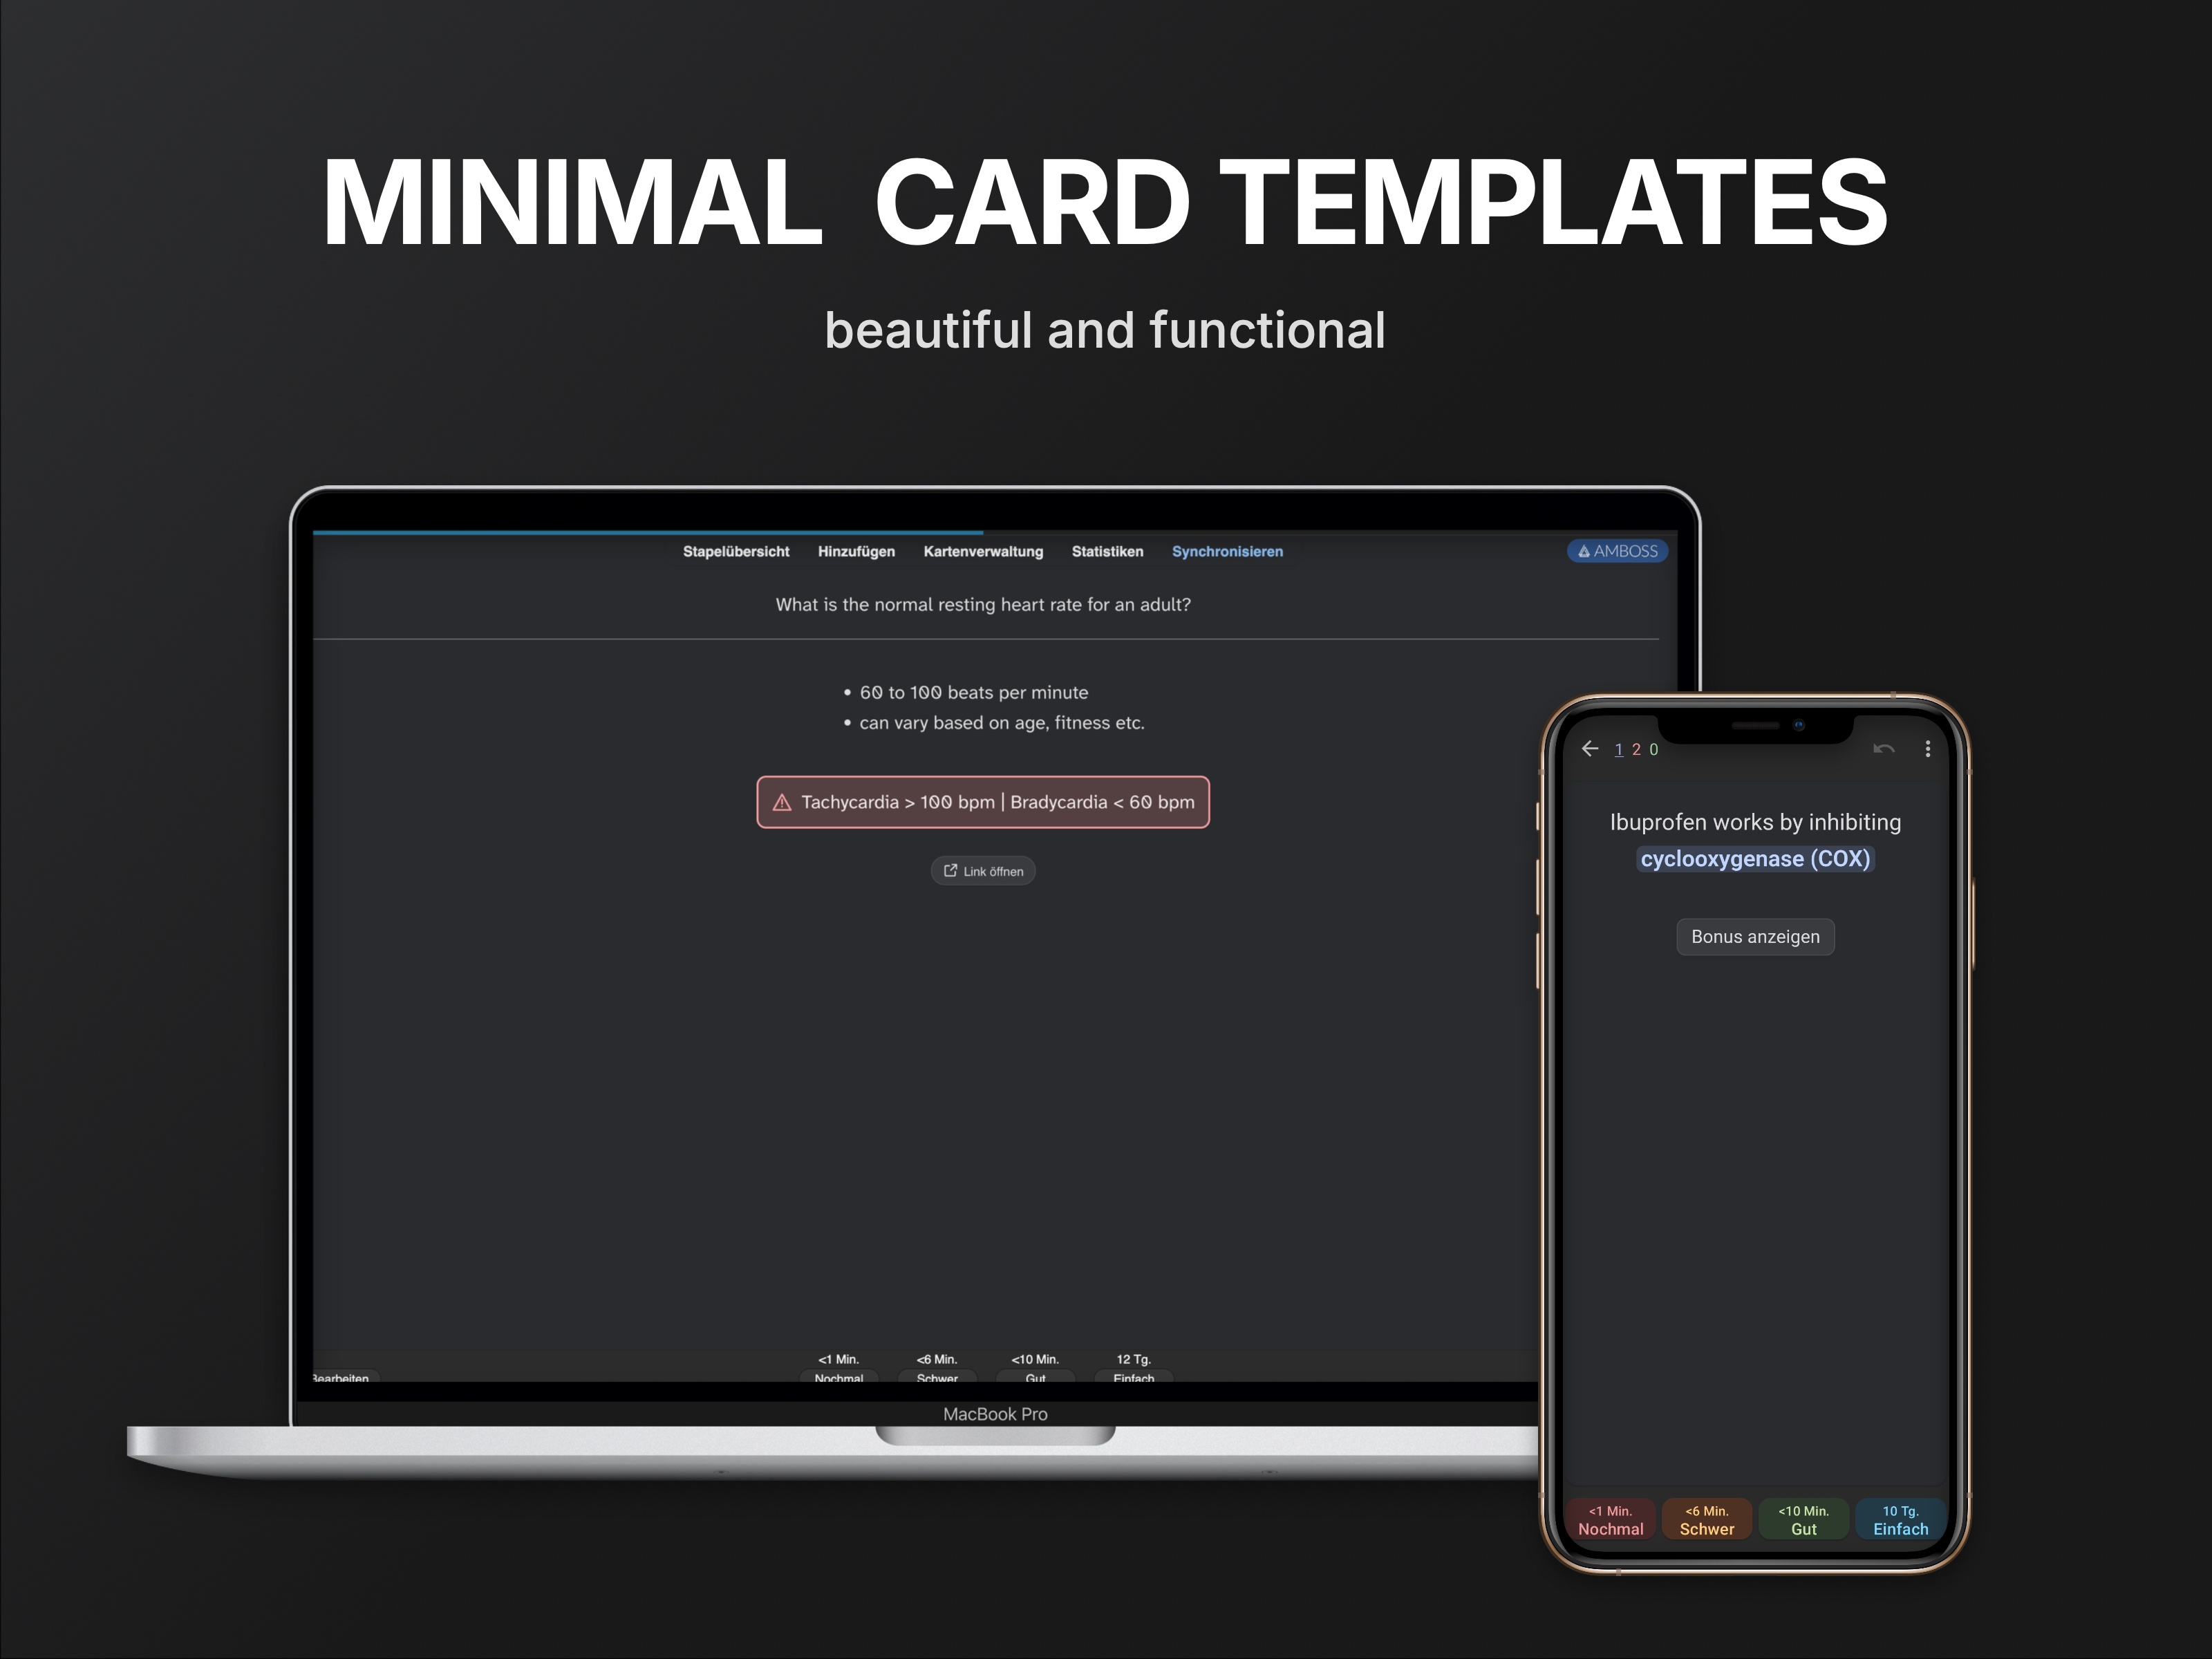 MINIMAL CARD TEMPLATES
beautiful and functional
Stapelübersicht Hinzufügen Kartenverwaltung Statistiken Synchronisieren
AMBOSS
What is the normal resting heart rate for an adult?
• 60 to 100 beats per minute
• can vary based on age, fitness etc.
Tachycardia > 100 bpm | Bradycardia < 60 bpm
Link öffnen
<1 Min. <6 Min. <10 Min. 12 Tg.
Bearbeiten Nochmal Schwer Gut Einfach
MacBook Pro
1 2 0
Ibuprofen works by inhibiting
cyclooxygenase (COX)
Bonus anzeigen
<1 Min. <6 Min. <10 Min. 10 Tg.
Nochmal Schwer Gut Einfach